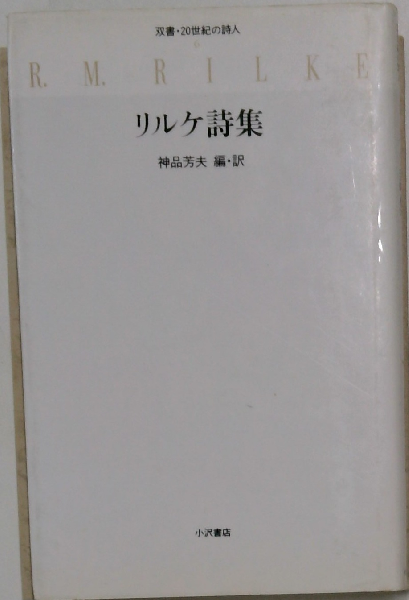 双書・20世紀の詩人
R. M. RILKE
リルケ詩集
神品芳夫 編・訳
小沢書店